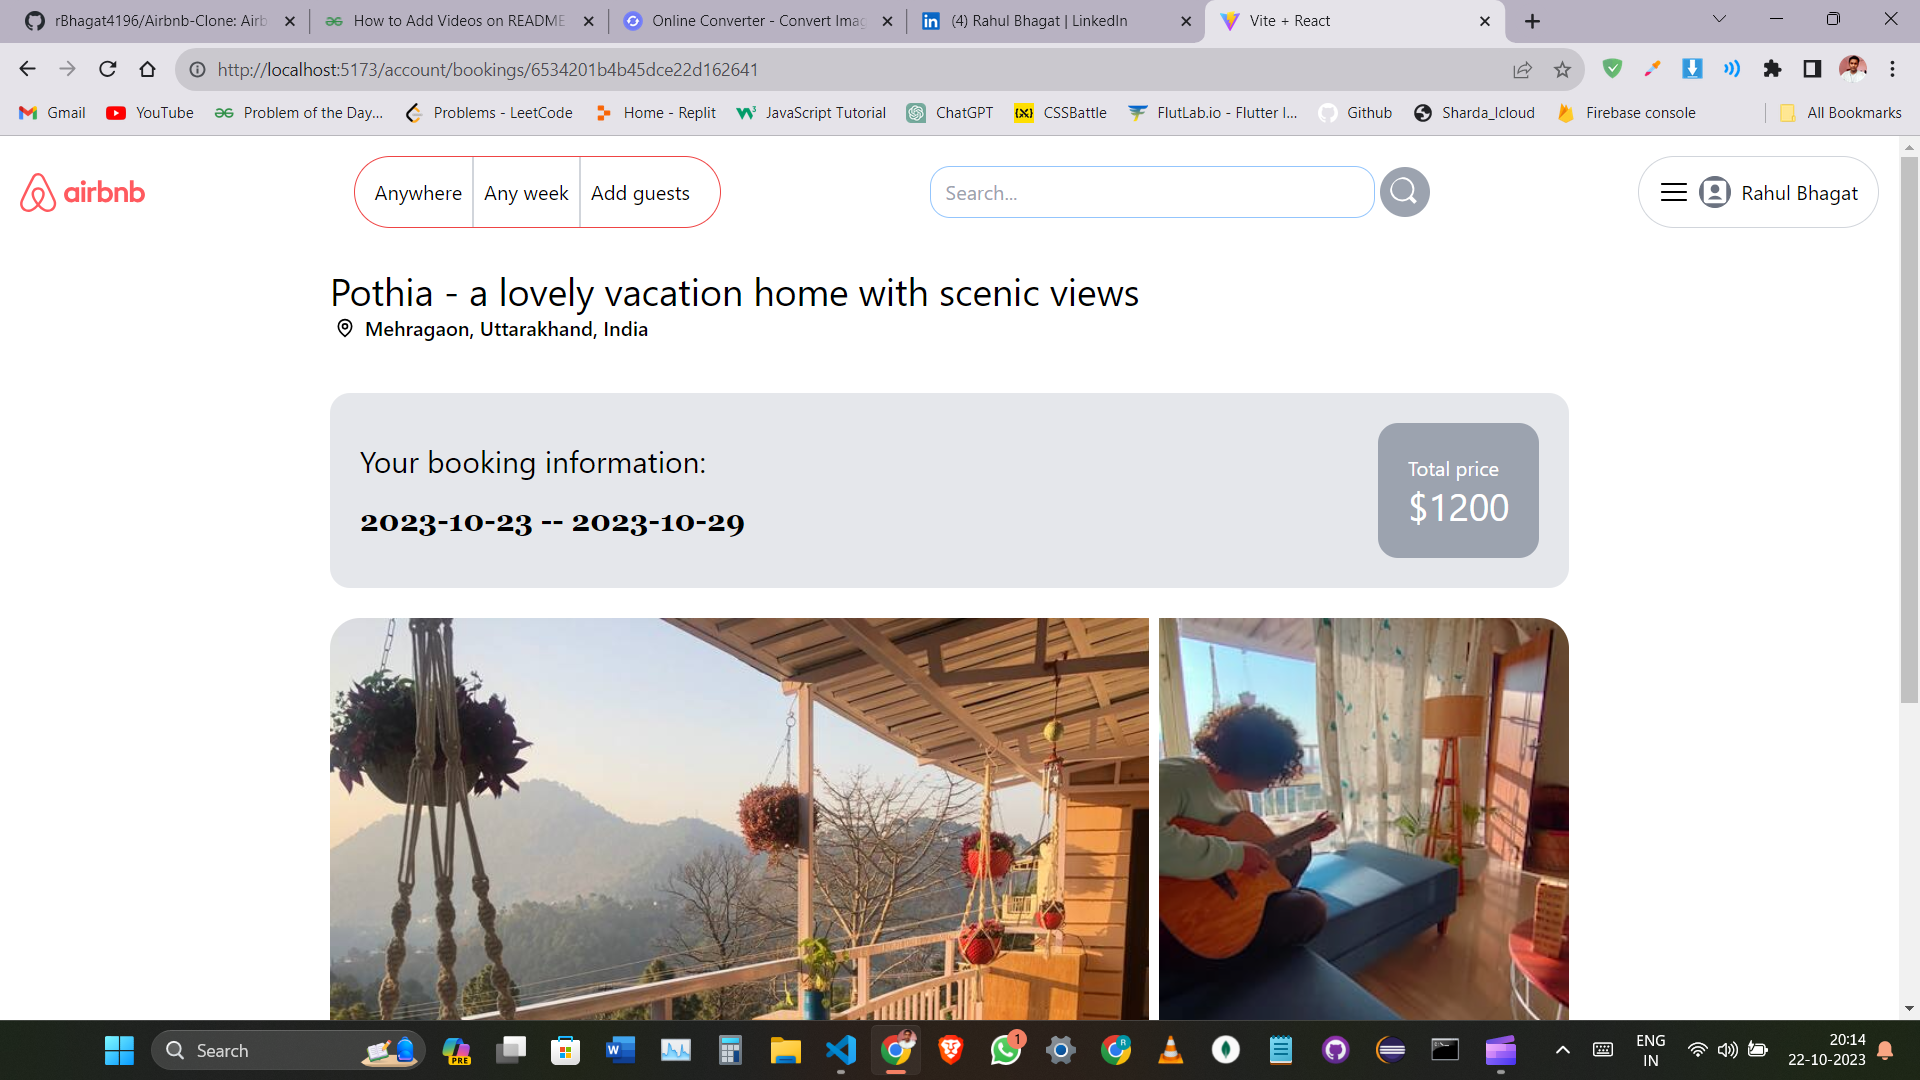 rBhagat4196/Airbnb-Clone: Airb
How to Add Videos on README
Online Converter - Convert Imag
(4) Rahul Bhagat | LinkedIn
Vite + React
http://localhost:5173/account/bookings/6534201b4b45dce22d162641
Gmail
YouTube
Problem of the Day...
Problems - LeetCode
Home - Replit
JavaScript Tutorial
ChatGPT
CSSBattle
FlutLab.io - Flutter I...
Github
Sharda_Icloud
Firebase console
All Bookmarks
airbnb
Anywhere
Any week
Add guests
Search...
Rahul Bhagat
Pothia - a lovely vacation home with scenic views
Mehragaon, Uttarakhand, India
Your booking information:
2023-10-23 -- 2023-10-29
Total price
$1200
Search
PRE
1
ENG
IN
20:14
22-10-2023